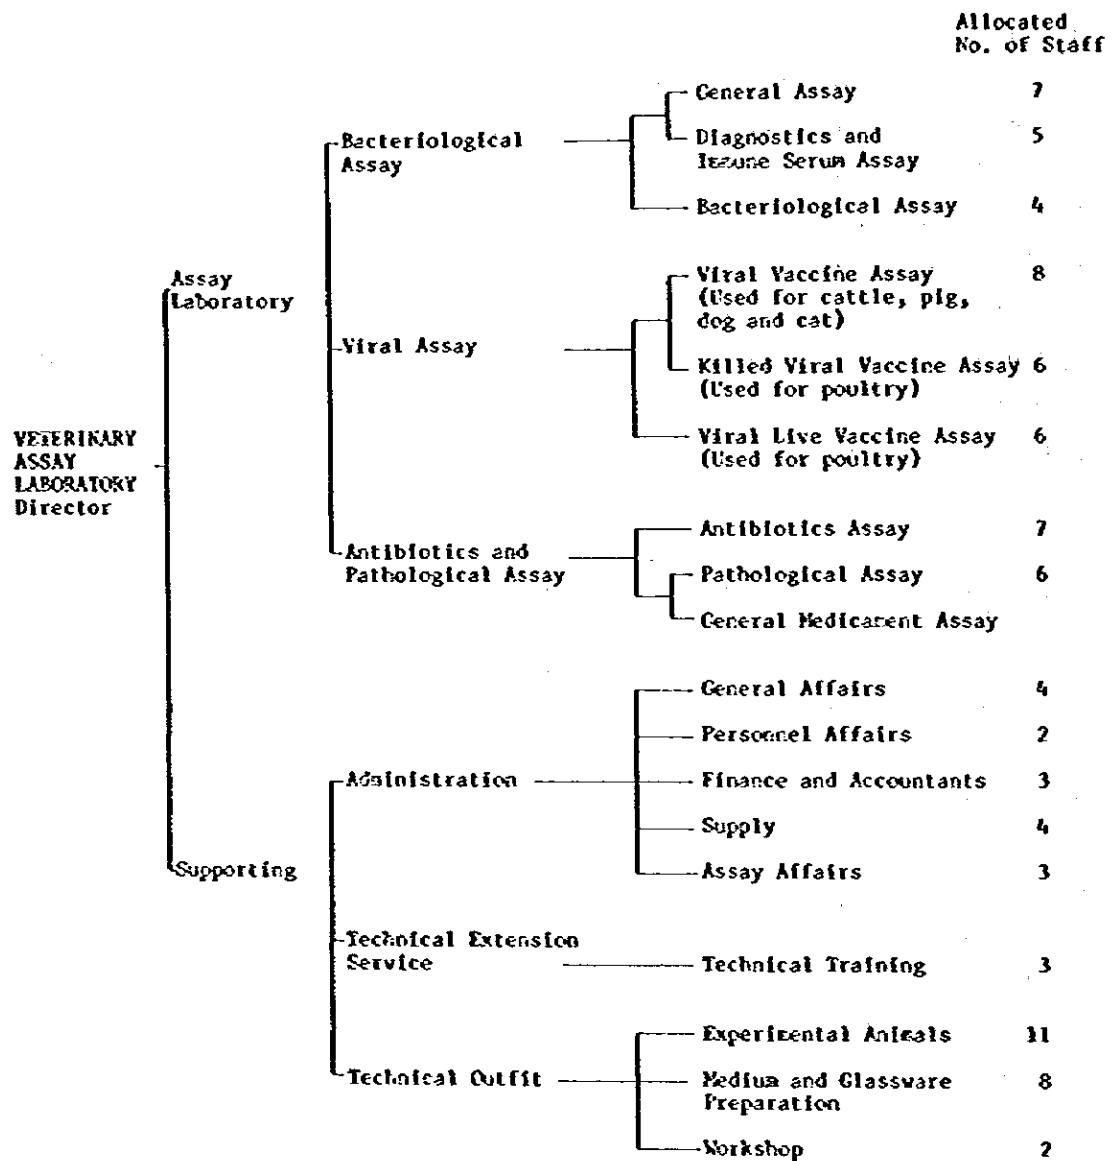 Allocated
No. of Staff
General Assay 7
Bacteriological
Assay
Diagnostics and 5
Immune Serum Assay
Bacteriological Assay 4
Assay
Laboratory
Viral Vaccine Assay 8
(Used for cattle, pig,
dog and cat)
Viral Assay
Killed Viral Vaccine Assay 6
(Used for poultry)
Viral Live Vaccine Assay 6
(Used for poultry)
VETERINARY
ASSAY
LABORATORY
Director
Antibiotics Assay 7
Antibiotics and
Pathological Assay
Pathological Assay 6
General Medicament Assay
General Affairs 4
Personnel Affairs 2
Administration
Finance and Accountants 3
Supply 4
Supporting
Assay Affairs 3
Technical Extension
Service
Technical Training 3
Experimental Animals 11
Technical Outfit
Medium and Glassware 8
Preparation
Workshop 2